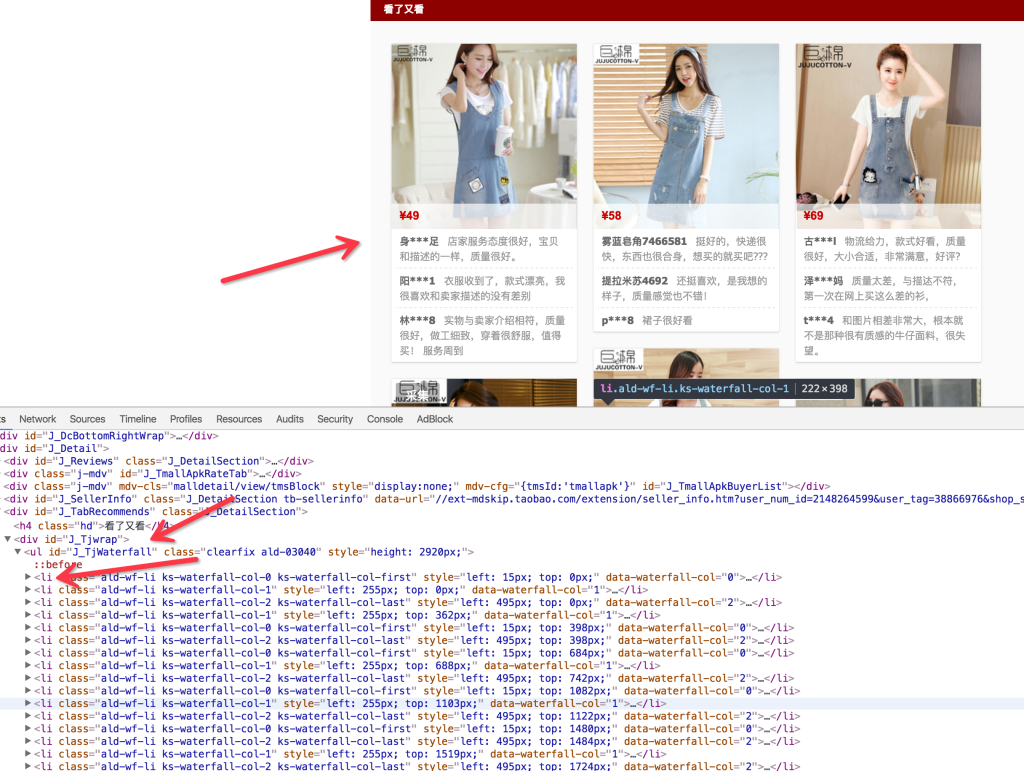 看了又看
巨棉
JUJUCOTTON-V
巨棉
JUJUCOTTON-V
巨棉
JUJUCOTTON-V
¥49
¥58
¥69
身***足 店家服务态度很好，宝贝
和描述的一样，质量很好。
阳***1 衣服收到了，款式漂亮，我
很喜欢和卖家描述的没有差别
林***8 实物与卖家介绍相符，质量
很好，做工细致，穿着很舒服，值得
买！ 服务周到
雾蓝皂角7466581 挺好的，快递很
快，东西也很合身，想买的就买吧???
提拉米苏4692 还挺喜欢，是我想的
样子，质量感觉也不错！
p***8 裙子很好看
古***l 物流给力，款式好看，质量
很好，大小合适，非常满意，好评？
泽***妈 质量太差，与描述不符，
第一次在网上买这么差的衫，
t***4 和图片相差非常大，根本就
不是那种很有质感的牛仔面料，很失
望。
巨棉
JUJUCOTTON-V
巨棉
JUJUCOTTON-V
li.ald-wf-li.ks-waterfall-col-1 222×398
ts Network Sources Timeline Profiles Resources Audits Security Console AdBlock
div id="J_DcBottomRightWrap">…</div>
div id="J_Detail">
<div id="J_Reviews" class="J_DetailSection">…</div>
<div class="j-mdv" id="J_TmallApkRateTab">…</div>
<div class="j-mdv" mdv-cls="malldetail/view/tmsBlock" style="display:none;" mdv-cfg="{tmsId:'tmallapk'}" id="J_TmallApkBuyerList"></div>
<div id="J_SellerInfo" class="J_DetailSection tb-sellerinfo" data-url="//ext-mdskip.taobao.com/extension/seller_info.htm?user_num_id=2148264599&user_tag=38866976&shop_s
<div id="J_TabRecommends" class="J_DetailSection">
<h4 class="hd">看了又看</h4>
▼<div id="J_Tjwrap">
▼<ul id="J_TjWaterfall" class="clearfix ald-03040" style="height: 2920px;">
::before
▶<li class="ald-wf-li ks-waterfall-col-0 ks-waterfall-col-first" style="left: 15px; top: 0px;" data-waterfall-col="0">…</li>
▶<li class="ald-wf-li ks-waterfall-col-1" style="left: 255px; top: 0px;" data-waterfall-col="1">…</li>
▶<li class="ald-wf-li ks-waterfall-col-2 ks-waterfall-col-last" style="left: 495px; top: 0px;" data-waterfall-col="2">…</li>
▶<li class="ald-wf-li ks-waterfall-col-1" style="left: 255px; top: 362px;" data-waterfall-col="1">…</li>
▶<li class="ald-wf-li ks-waterfall-col-0 ks-waterfall-col-first" style="left: 15px; top: 398px;" data-waterfall-col="0">…</li>
▶<li class="ald-wf-li ks-waterfall-col-2 ks-waterfall-col-last" style="left: 495px; top: 398px;" data-waterfall-col="2">…</li>
▶<li class="ald-wf-li ks-waterfall-col-0 ks-waterfall-col-first" style="left: 15px; top: 684px;" data-waterfall-col="0">…</li>
▶<li class="ald-wf-li ks-waterfall-col-1" style="left: 255px; top: 688px;" data-waterfall-col="1">…</li>
▶<li class="ald-wf-li ks-waterfall-col-2 ks-waterfall-col-last" style="left: 495px; top: 742px;" data-waterfall-col="2">…</li>
▶<li class="ald-wf-li ks-waterfall-col-0 ks-waterfall-col-first" style="left: 15px; top: 1082px;" data-waterfall-col="0">…</li>
▶<li class="ald-wf-li ks-waterfall-col-1" style="left: 255px; top: 1103px;" data-waterfall-col="1">…</li>
▶<li class="ald-wf-li ks-waterfall-col-2 ks-waterfall-col-last" style="left: 495px; top: 1122px;" data-waterfall-col="2">…</li>
▶<li class="ald-wf-li ks-waterfall-col-0 ks-waterfall-col-first" style="left: 15px; top: 1480px;" data-waterfall-col="0">…</li>
▶<li class="ald-wf-li ks-waterfall-col-2 ks-waterfall-col-last" style="left: 495px; top: 1484px;" data-waterfall-col="2">…</li>
▶<li class="ald-wf-li ks-waterfall-col-1" style="left: 255px; top: 1519px;" data-waterfall-col="1">…</li>
▶<li class="ald-wf-li ks-waterfall-col-2 ks-waterfall-col-last" style="left: 495px; top: 1724px;" data-waterfall-col="2">…</li>